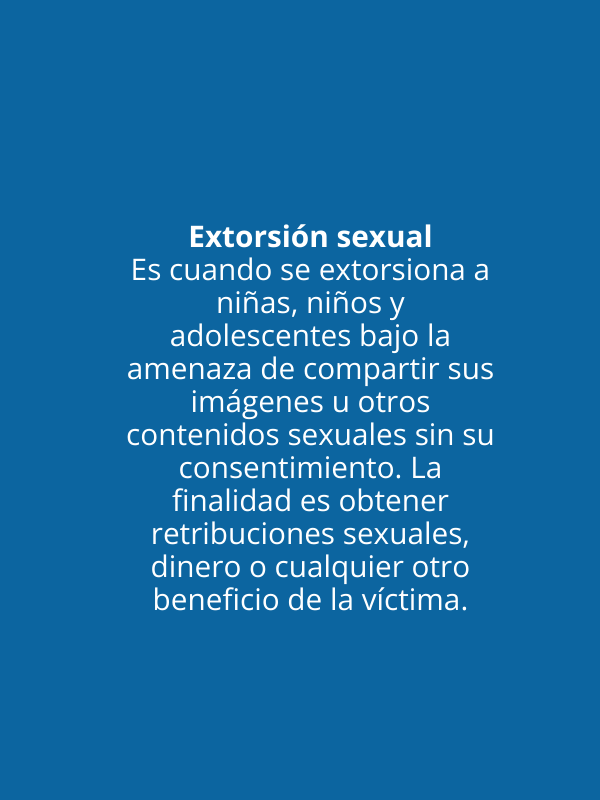 Extorsión sexual
Es cuando se extorsiona a
niñas, niños y
adolescentes bajo la
amenaza de compartir sus
imágenes u otros
contenidos sexuales sin su
consentimiento. La
finalidad es obtener
retribuciones sexuales,
dinero o cualquier otro
beneficio de la víctima.